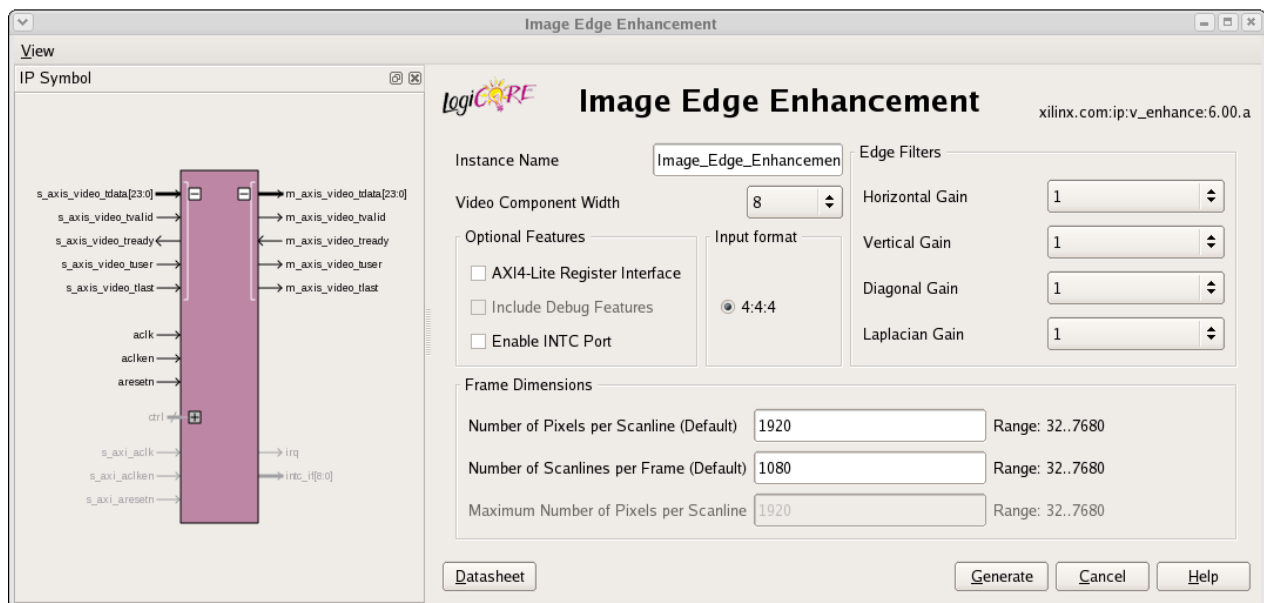 Image Edge Enhancement
View
IP Symbol
s_axis_video_tdata[23:0]
s_axis_video_tvalid
s_axis_video_tready
s_axis_video_tuser
s_axis_video_tlast
aclk
aclken
aresetn
ctrl
s_axi_aclk
s_axi_aclken
s_axi_aresetn
m_axis_video_tdata[23:0]
m_axis_video_tvalid
m_axis_video_tready
m_axis_video_tuser
m_axis_video_tlast
irq
intc_if[8:0]
LogiCORE
Image Edge Enhancement
xilinx.com:ip:v_enhance:6.00.a
Instance Name Image_Edge_Enhancemen
Video Component Width 8
Optional Features
AXI4-Lite Register Interface
Include Debug Features
Enable INTC Port
Input format
4:4:4
Edge Filters
Horizontal Gain 1
Vertical Gain 1
Diagonal Gain 1
Laplacian Gain 1
Frame Dimensions
Number of Pixels per Scanline (Default) 1920 Range: 32..7680
Number of Scanlines per Frame (Default) 1080 Range: 32..7680
Maximum Number of Pixels per Scanline 1920 Range: 32..7680
Datasheet Generate Cancel Help